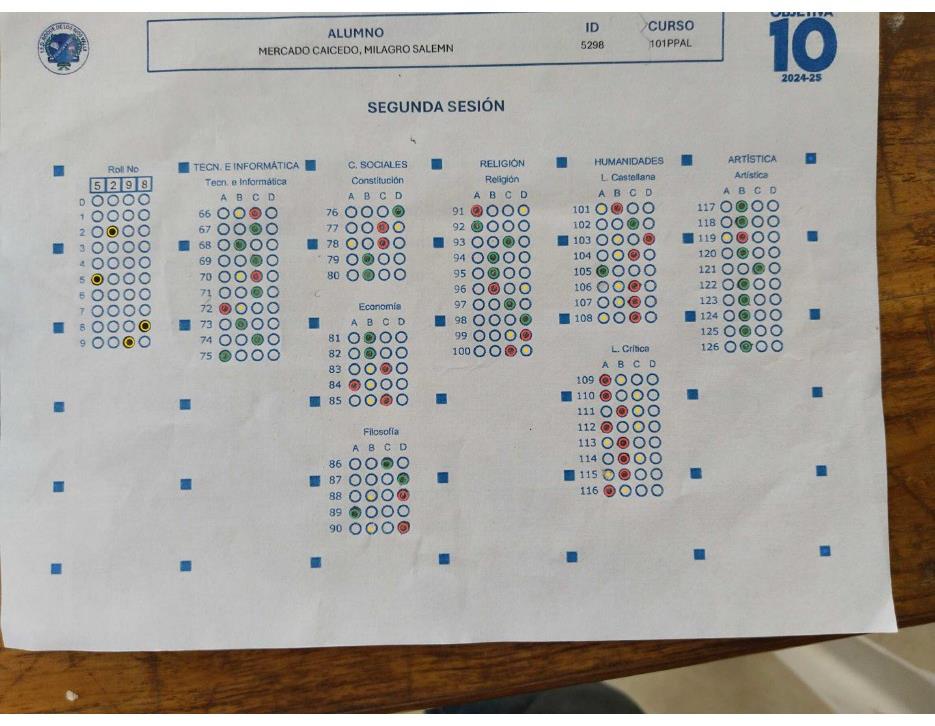 ALUMNO
MERCADO CAICEDO, MILAGRO SALEMN
ID
5298
CURSO
101PPAL
OBJETIVA
10
2024-25
SEGUNDA SESIÓN
Roll No
5 2 9 8
0
1
2
3
4
5
6
7
8
9
TECN. E INFORMÁTICA
Tecn. e Informática
A B C D
66
67
68
69
70
71
72
73
74
75
C. SOCIALES
Constitución
A B C D
76
77
78
79
80
Economía
81
82
83
84
85
Filosofía
A B C D
86
87
88
89
90
RELIGIÓN
Religión
A B C D
91
92
93
94
95
96
97
98
99
100
HUMANIDADES
L. Castellana
A B C D
101
102
103
104
105
106
107
108
L. Crítica
A B C D
109
110
111
112
113
114
115
116
ARTÍSTICA
Artística
A B C D
117
118
119
120
121
122
123
124
125
126